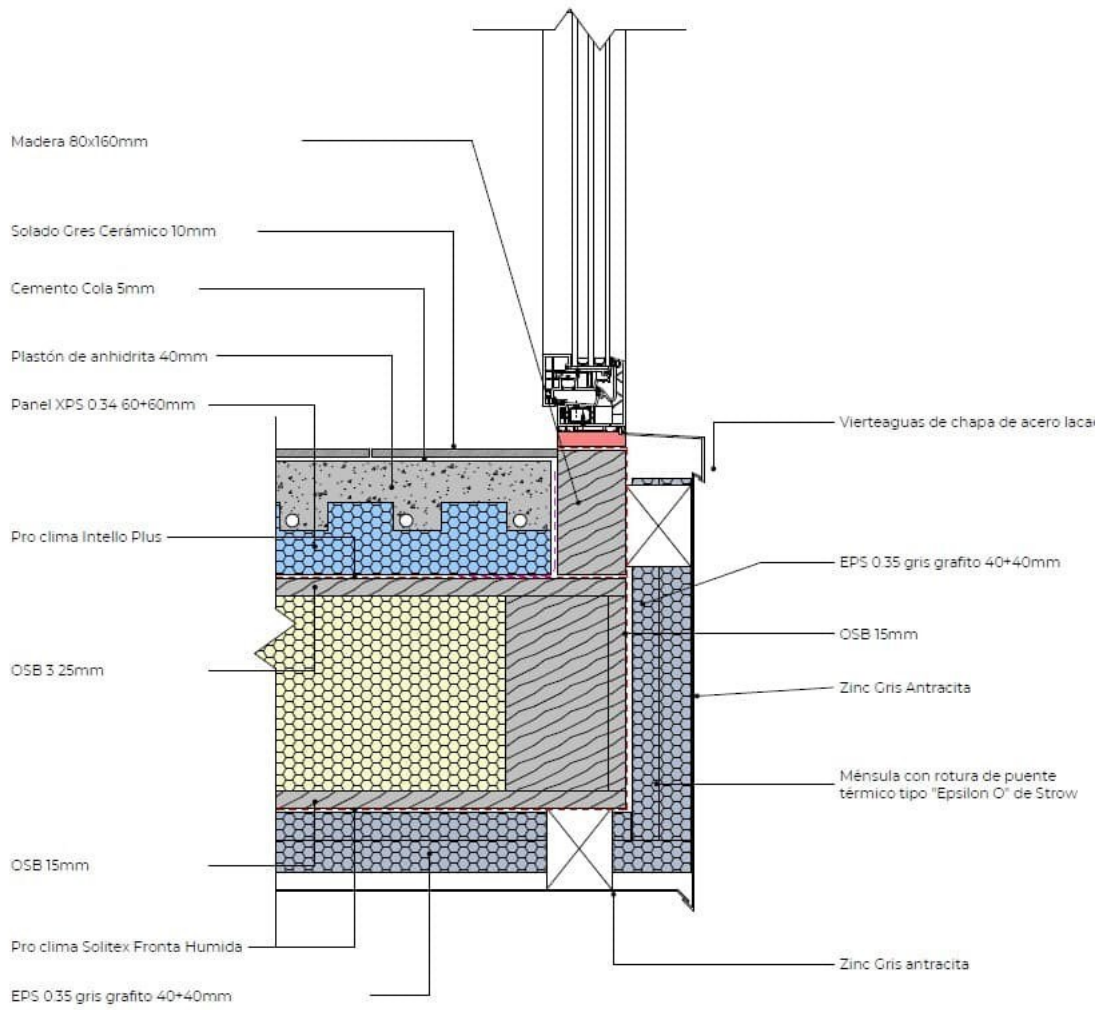 Madera 80x160mm
Solado Gres Cerámico 10mm
Cemento Cola 5mm
Plastón de anhidrita 40mm
Panel XPS 0.34 60+60mm
Pro clima Intello Plus
OSB 3 25mm
OSB 15mm
Pro clima Solitex Fronta Humida
EPS 0.35 gris grafito 40+40mm
Vierteaguas de chapa de acero laca
EPS 0.35 gris grafito 40+40mm
OSB 15mm
Zinc Gris Antracita
Ménsula con rotura de puente
térmico tipo "Epsilon O" de Strow
Zinc Gris antracita